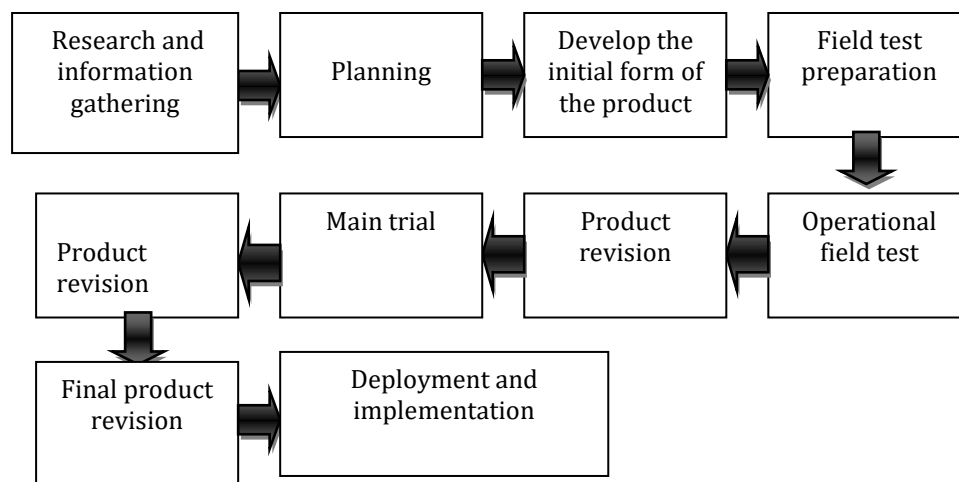 Research and
information
gathering
Planning
Develop the
initial form of
the product
Field test
preparation
Operational
field test
Product
revision
Main trial
Product
revision
Final product
revision
Deployment and
implementation